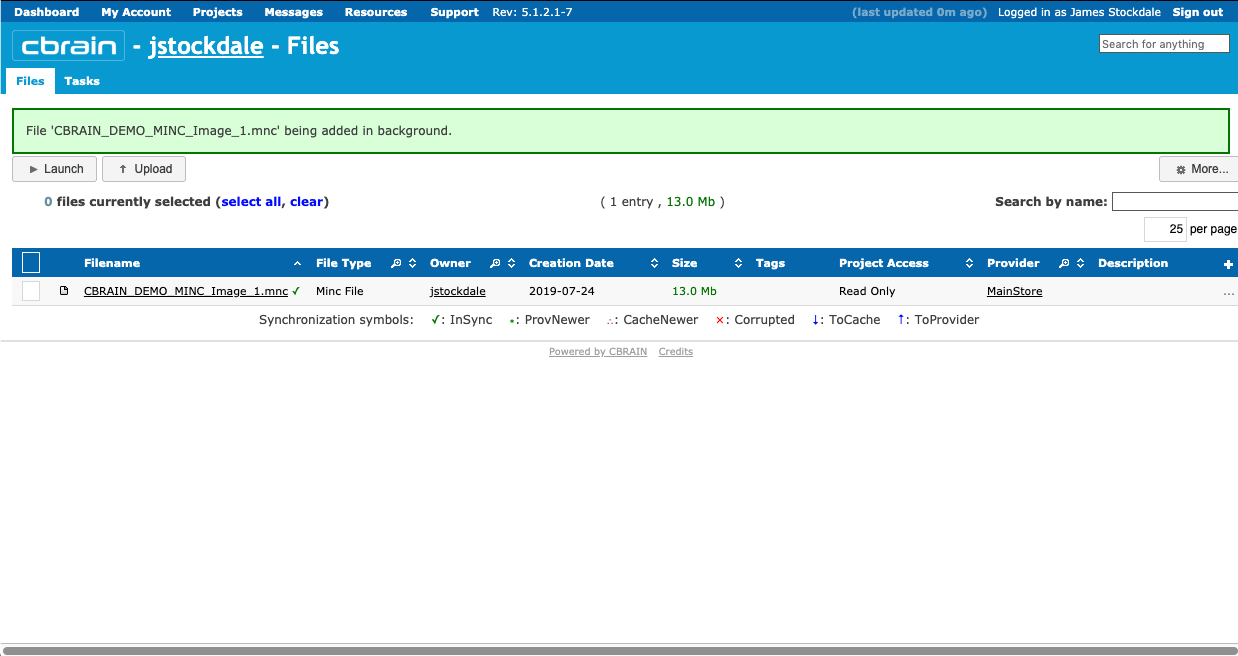 Dashboard My Account Projects Messages Resources Support Rev: 5.1.2.1-7 (last updated 0m ago) Logged in as James Stockdale Sign out
cbrain - jstockdale - Files Search for anything
Files Tasks
File 'CBRAIN_DEMO_MINC_Image_1.mnc' being added in background.
Launch Upload More...
0 files currently selected (select all, clear) ( 1 entry , 13.0 Mb ) Search by name:
25 per page
Filename File Type Owner Creation Date Size Tags Project Access Provider Description +
CBRAIN_DEMO_MINC_Image_1.mnc ✓ Minc File jstockdale 2019-07-24 13.0 Mb Read Only MainStore ...
Synchronization symbols: ✓: InSync •: ProvNewer ∴: CacheNewer ×: Corrupted ↓: ToCache ↑: ToProvider
Powered by CBRAIN Credits